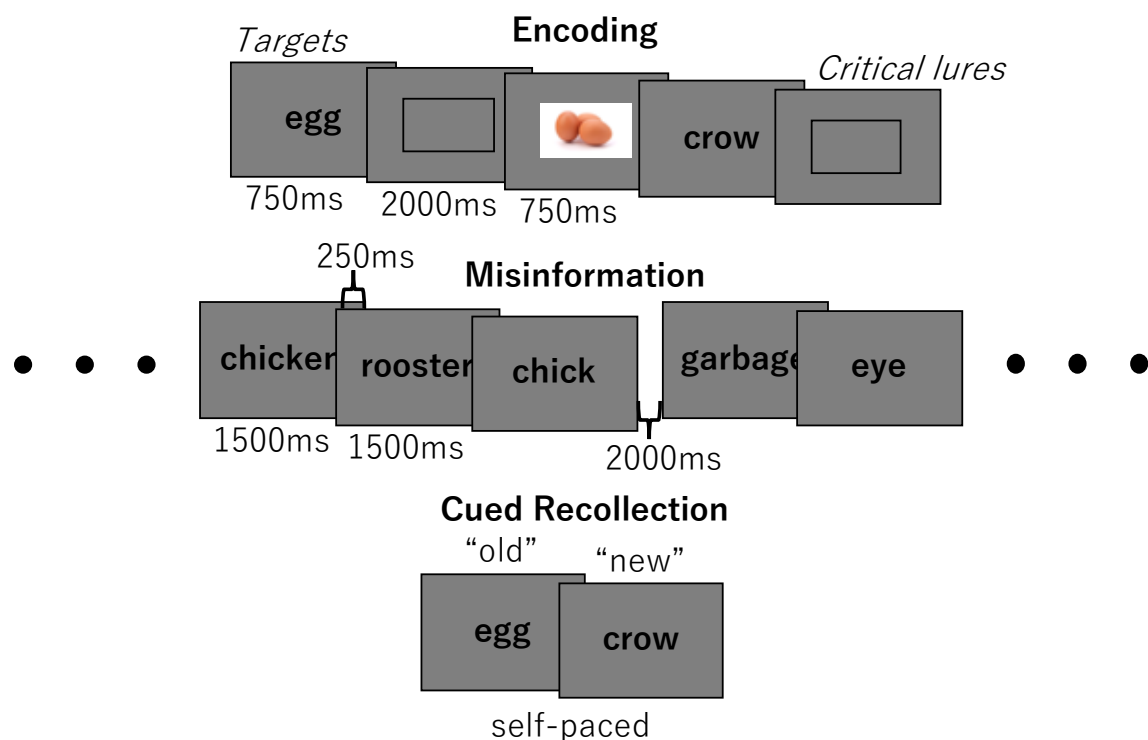 Encoding
Targets
Critical lures
egg
crow
750ms
2000ms
750ms
250ms
Misinformation
chicken
rooster
chick
garbage
eye
1500ms
1500ms
2000ms
Cued Recollection
“old”
“new”
egg
crow
self-paced